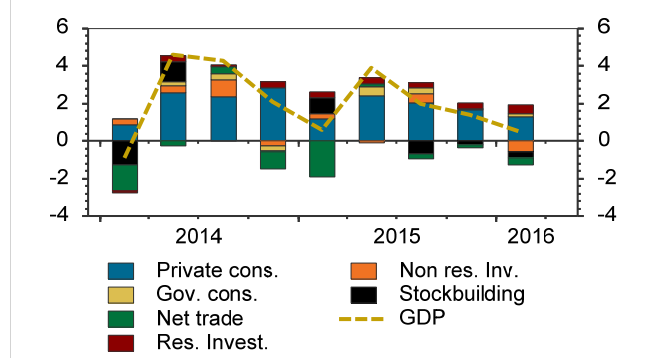 6 6
4 4
2 2
0 0
-2 -2
-4 -4
2014 2015 2016
Private cons. Non res. Inv.
Gov. cons. Stockbuilding
Net trade GDP
Res. Invest.